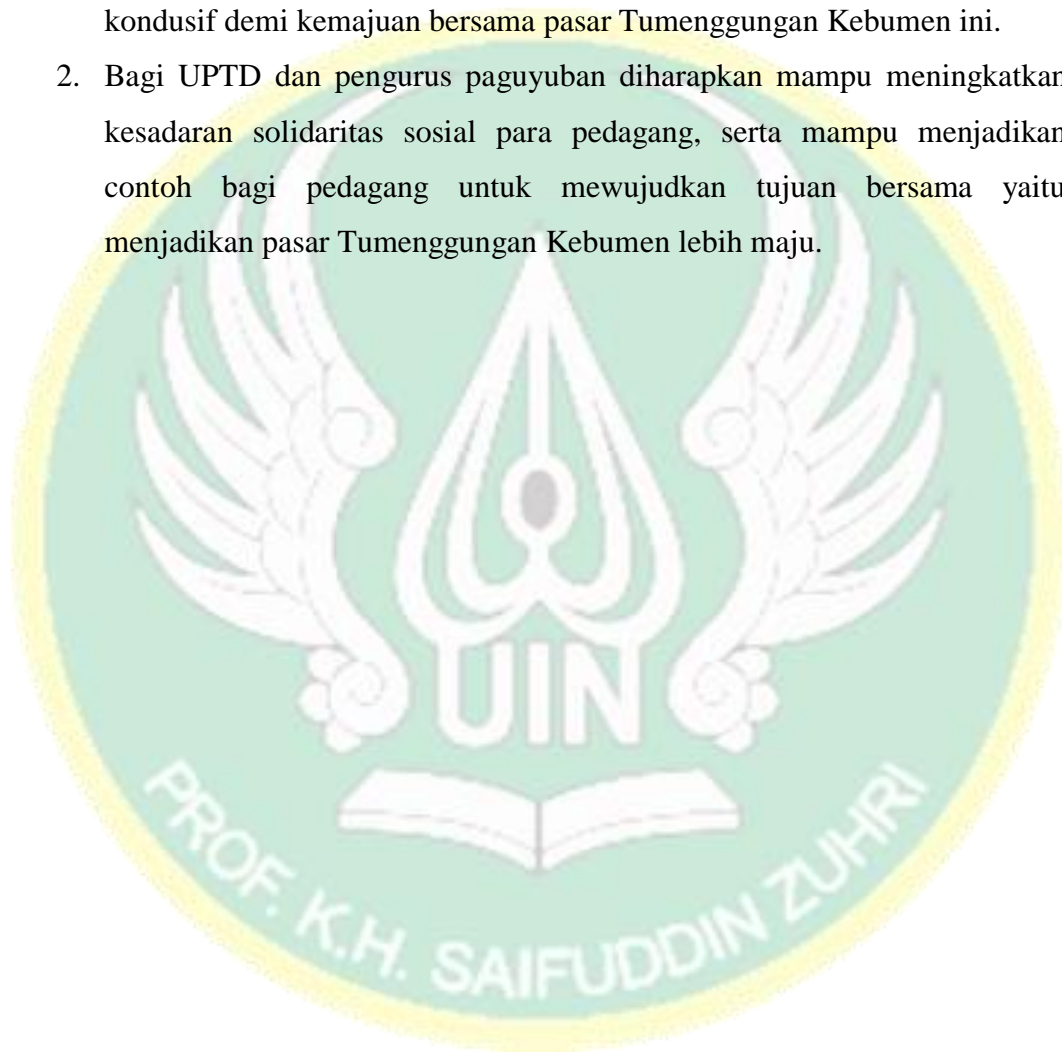 kondusif demi kemajuan bersama pasar Tumenggungan Kebumen ini.
2. Bagi UPTD dan pengurus paguyuban diharapkan mampu meningkatkan
kesadaran solidaritas sosial para pedagang, serta mampu menjadikan
contoh bagi pedagang untuk mewujudkan tujuan bersama yaitu
menjadikan pasar Tumenggungan Kebumen lebih maju.
UIN
PROF. K.H. SAIFUDDIN ZUHRI